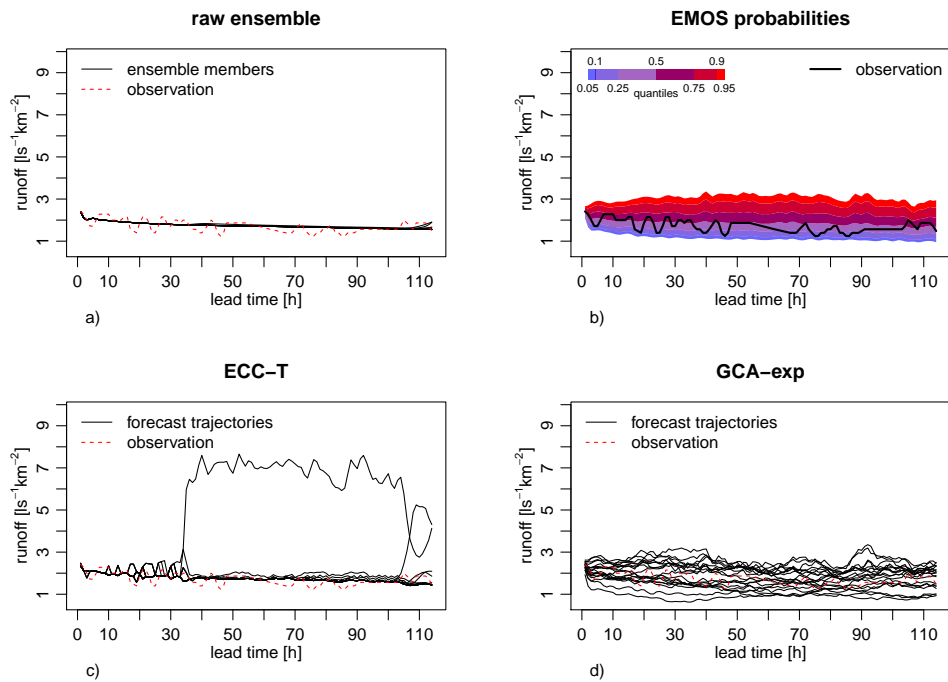 raw ensemble
ensemble members
observation
runoff [ls⁻¹km⁻²]
1 3 5 7 9
0 10 30 50 70 90 110
lead time [h]
a)
EMOS probabilities
0.1 0.5 0.9
0.05 0.25 0.75 0.95
quantiles
observation
runoff [ls⁻¹km⁻²]
1 3 5 7 9
0 10 30 50 70 90 110
lead time [h]
b)
ECC−T
forecast trajectories
observation
runoff [ls⁻¹km⁻²]
1 3 5 7 9
0 10 30 50 70 90 110
lead time [h]
c)
GCA−exp
forecast trajectories
observation
runoff [ls⁻¹km⁻²]
1 3 5 7 9
0 10 30 50 70 90 110
lead time [h]
d)